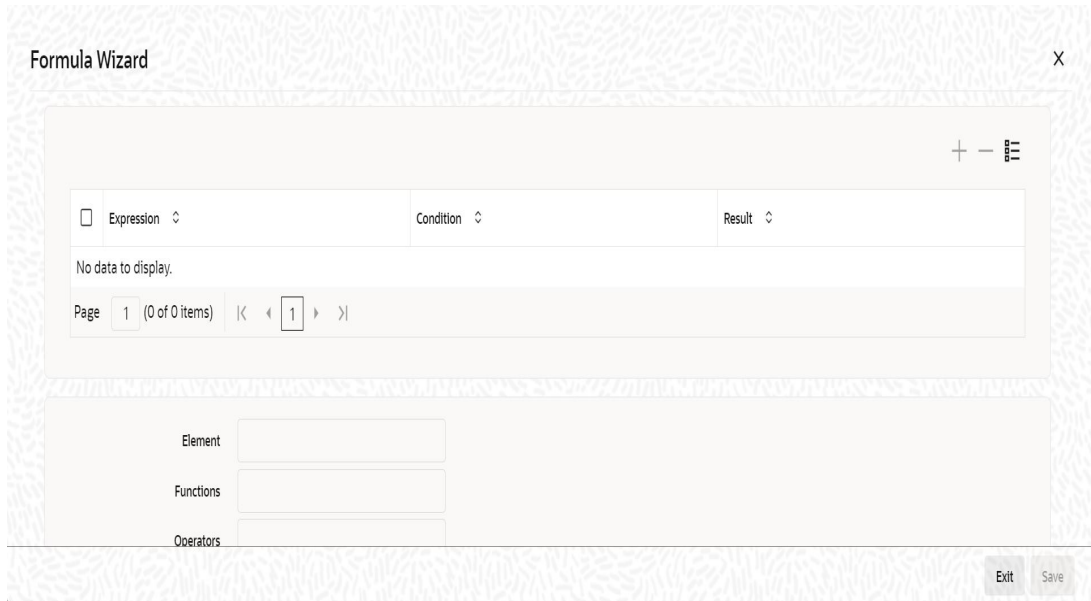 Formula Wizard X
Expression Condition Result
No data to display.
Page 1 (0 of 0 items) 1
Element
Functions
Operators
Exit Save